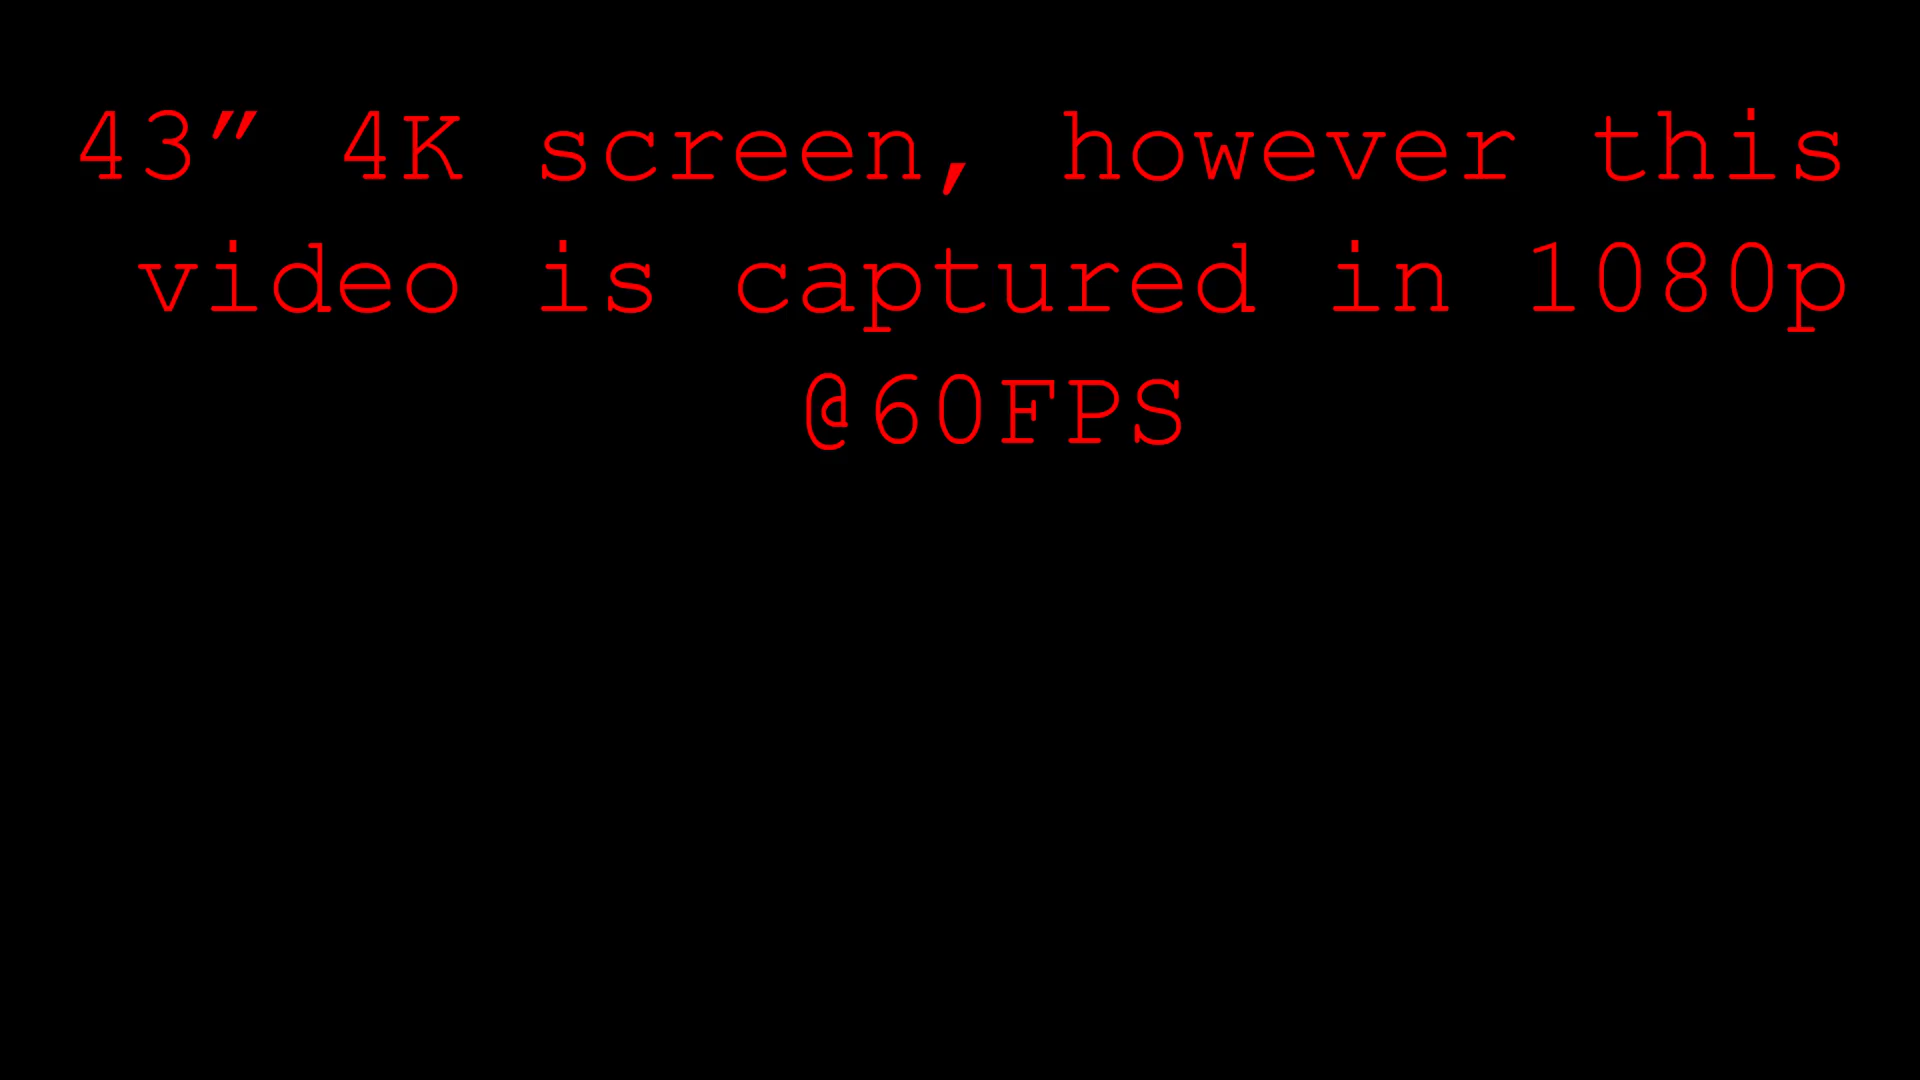 43” 4K screen, however this
video is captured in 1080p
@60FPS